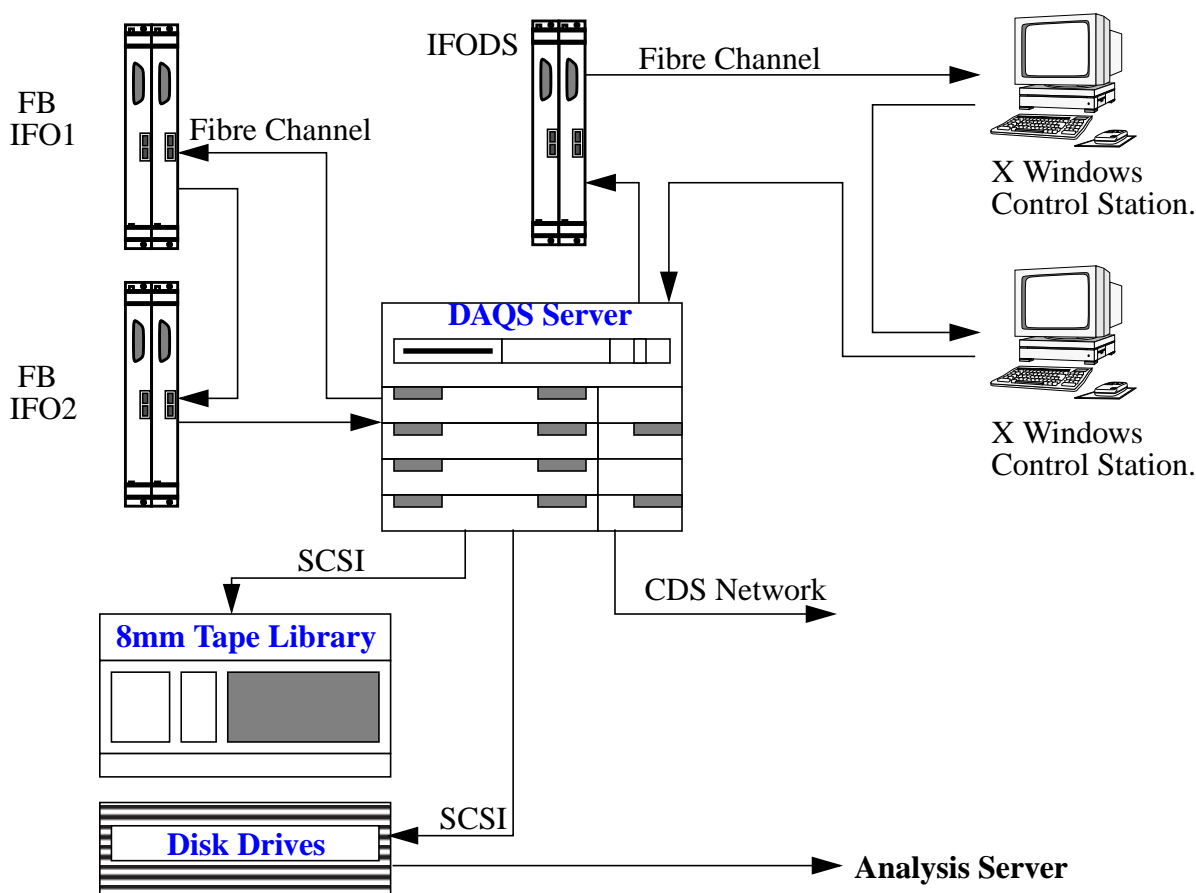 IFODS
Fibre Channel
FB
IFO1
Fibre Channel
X Windows
Control Station.
DAQS Server
FB
IFO2
X Windows
Control Station.
SCSI
CDS Network
8mm Tape Library
SCSI
Disk Drives
Analysis Server